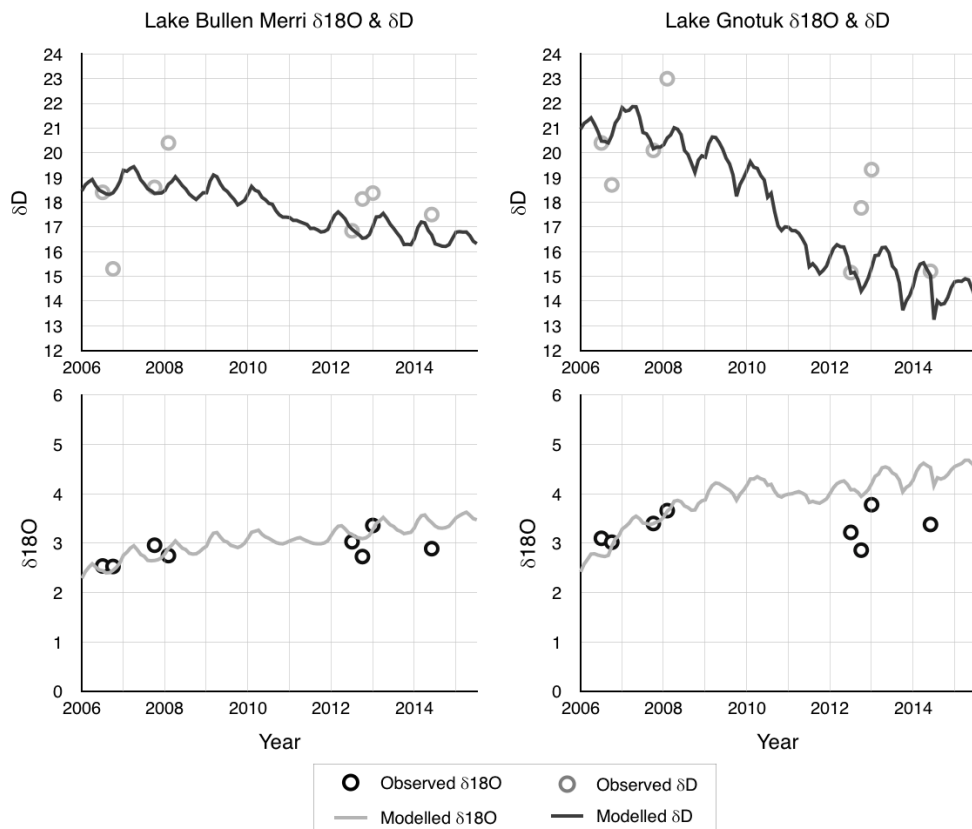 Lake Bullen Merri δ18O & δD
Lake Gnotuk δ18O & δD
24
23
22
21
20
19
18
17
16
15
14
13
12
δD
2006 2008 2010 2012 2014
24
23
22
21
20
19
18
17
16
15
14
13
12
δD
2006 2008 2010 2012 2014
6
5
4
3
2
1
0
δ18O
2006 2008 2010 2012 2014
Year
6
5
4
3
2
1
0
δ18O
2006 2008 2010 2012 2014
Year
Observed δ18O
Observed δD
Modelled δ18O
Modelled δD